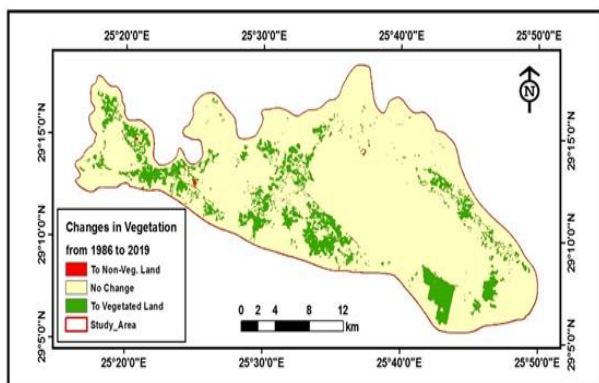 25°20'0"E 25°30'0"E 25°40'0"E 25°50'0"E
N
29°15'0"N 29°15'0"N
29°10'0"N 29°10'0"N
29°5'0"N 29°5'0"N
Changes in Vegetation
from 1986 to 2019
To Non-Veg. Land
No Change
To Vegetated Land
Study_Area
0 2 4 8 12
km
25°20'0"E 25°30'0"E 25°40'0"E 25°50'0"E